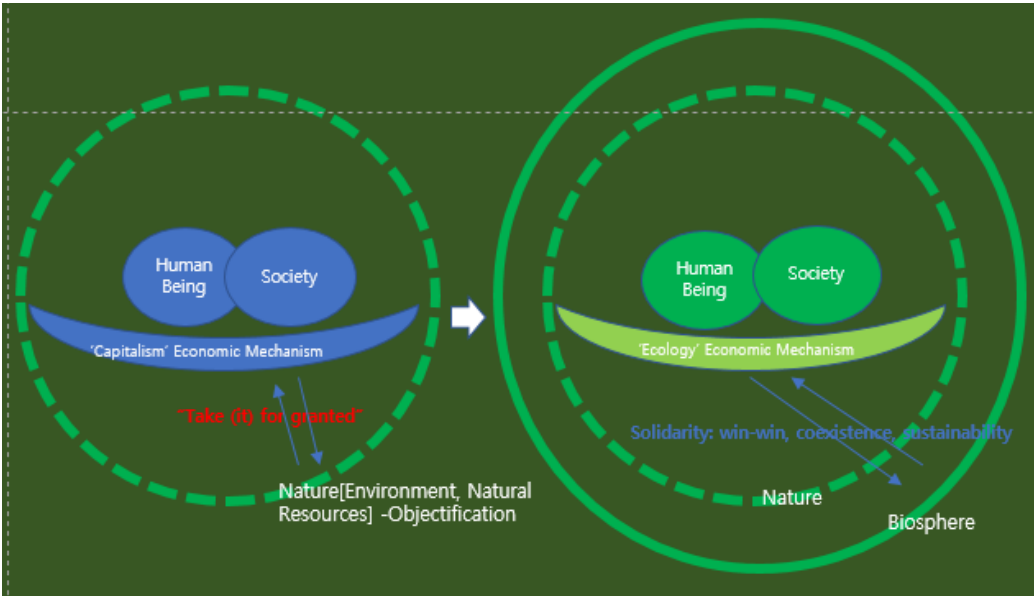 Human
Being
Society
'Capitalism' Economic Mechanism
"Take (it) for granted"
Nature[Environment, Natural
Resources] -Objectification
Human
Being
Society
'Ecology' Economic Mechanism
Solidarity: win-win, coexistence, sustainability
Nature
Biosphere